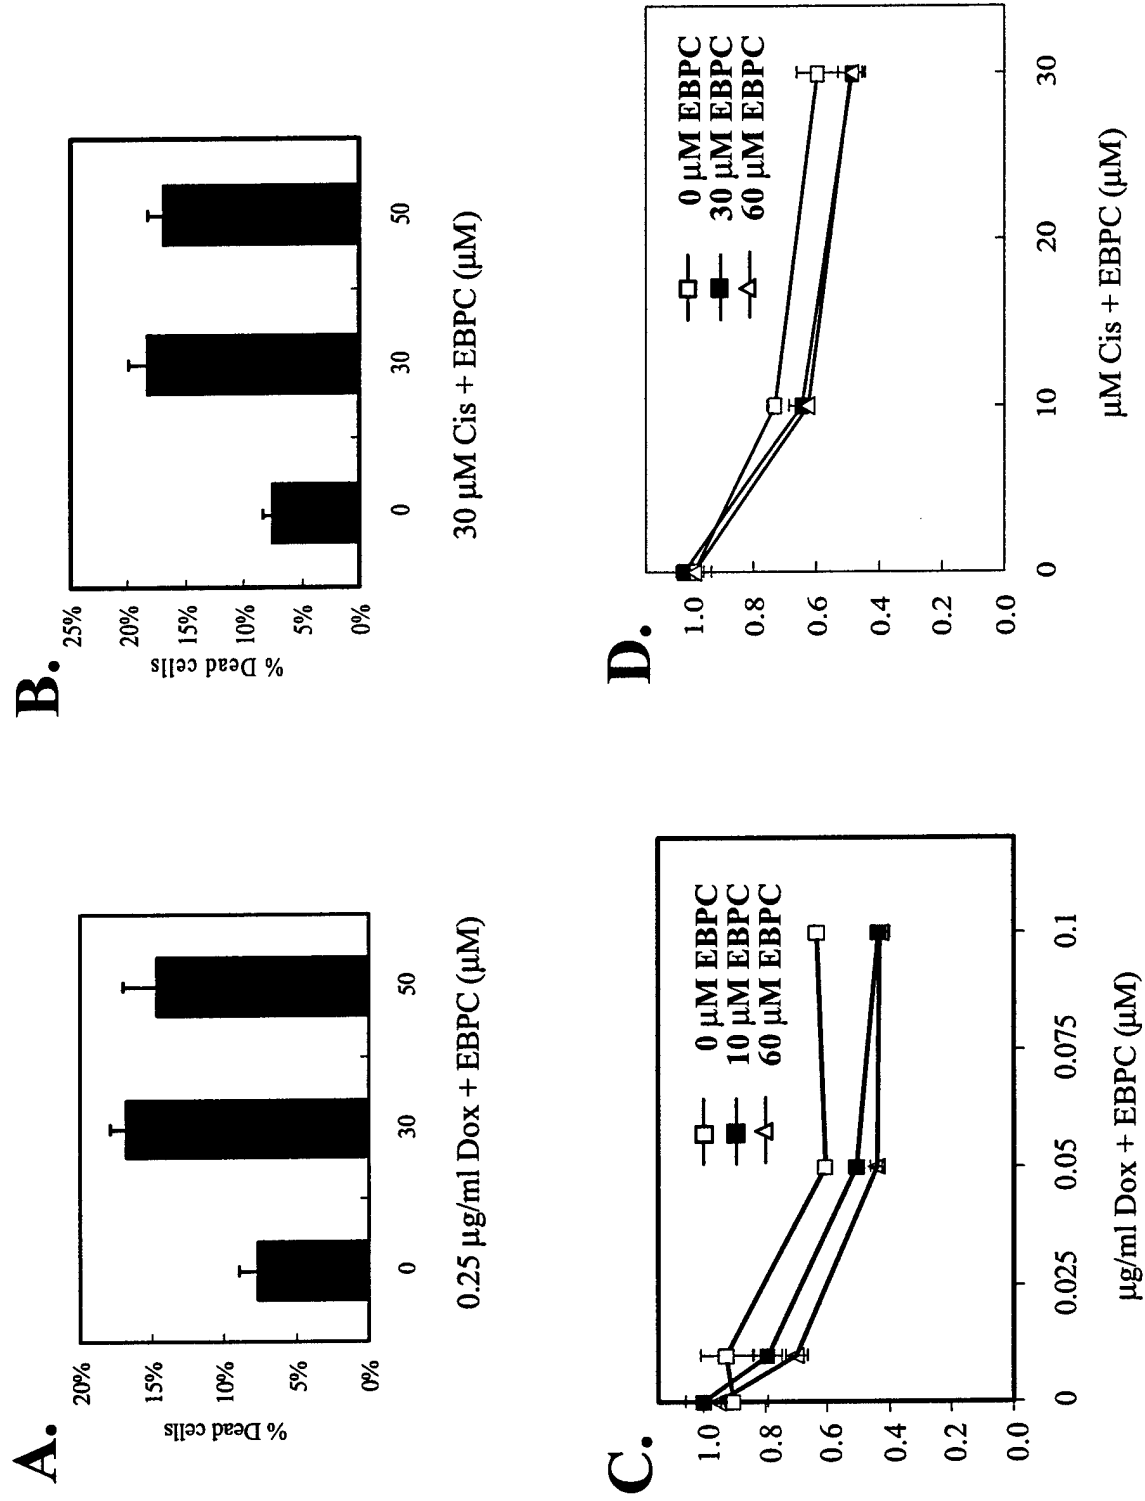 A.
20%
15%
10%
5%
0%
% Dead cells
0
30
50
0.25 µg/ml Dox + EBPC (µM)
B.
25%
20%
15%
10%
5%
0%
% Dead cells
0
30
50
30 µM Cis + EBPC (µM)
C.
1.0
0.8
0.6
0.4
0.2
0.0
0 µM EBPC
10 µM EBPC
60 µM EBPC
0
0.025
0.05
0.075
0.1
µg/ml Dox + EBPC (µM)
D.
1.0
0.8
0.6
0.4
0.2
0.0
0 µM EBPC
30 µM EBPC
60 µM EBPC
0
10
20
30
µM Cis + EBPC (µM)